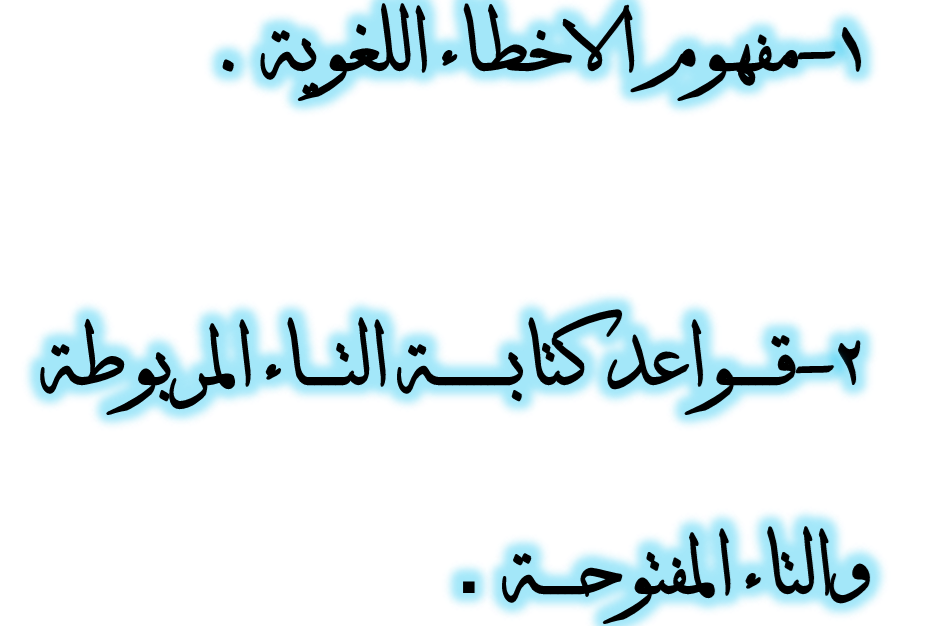 ١-مفهوم الاخطاء اللغوية .
٢-قواعد كتابة التاء المربوطة
والتاء المفتوحة .